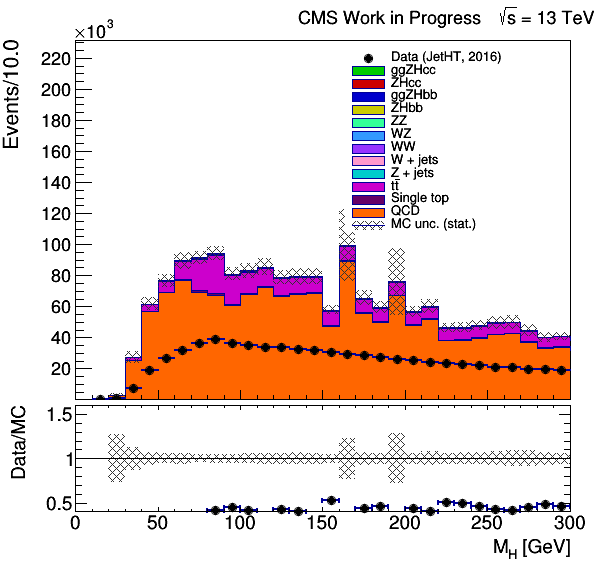 CMS Work in Progress √s = 13 TeV
×10³
Events/10.0
220
200
180
160
140
120
100
80
60
40
20
Data (JetHT, 2016)
ggZHcc
ZHcc
ggZHbb
ZHbb
ZZ
WZ
WW
W + jets
Z + jets
tt̄
Single top
QCD
MC unc. (stat.)
Data/MC
1.5
1
0.5
0 50 100 150 200 250 300
M_H [GeV]